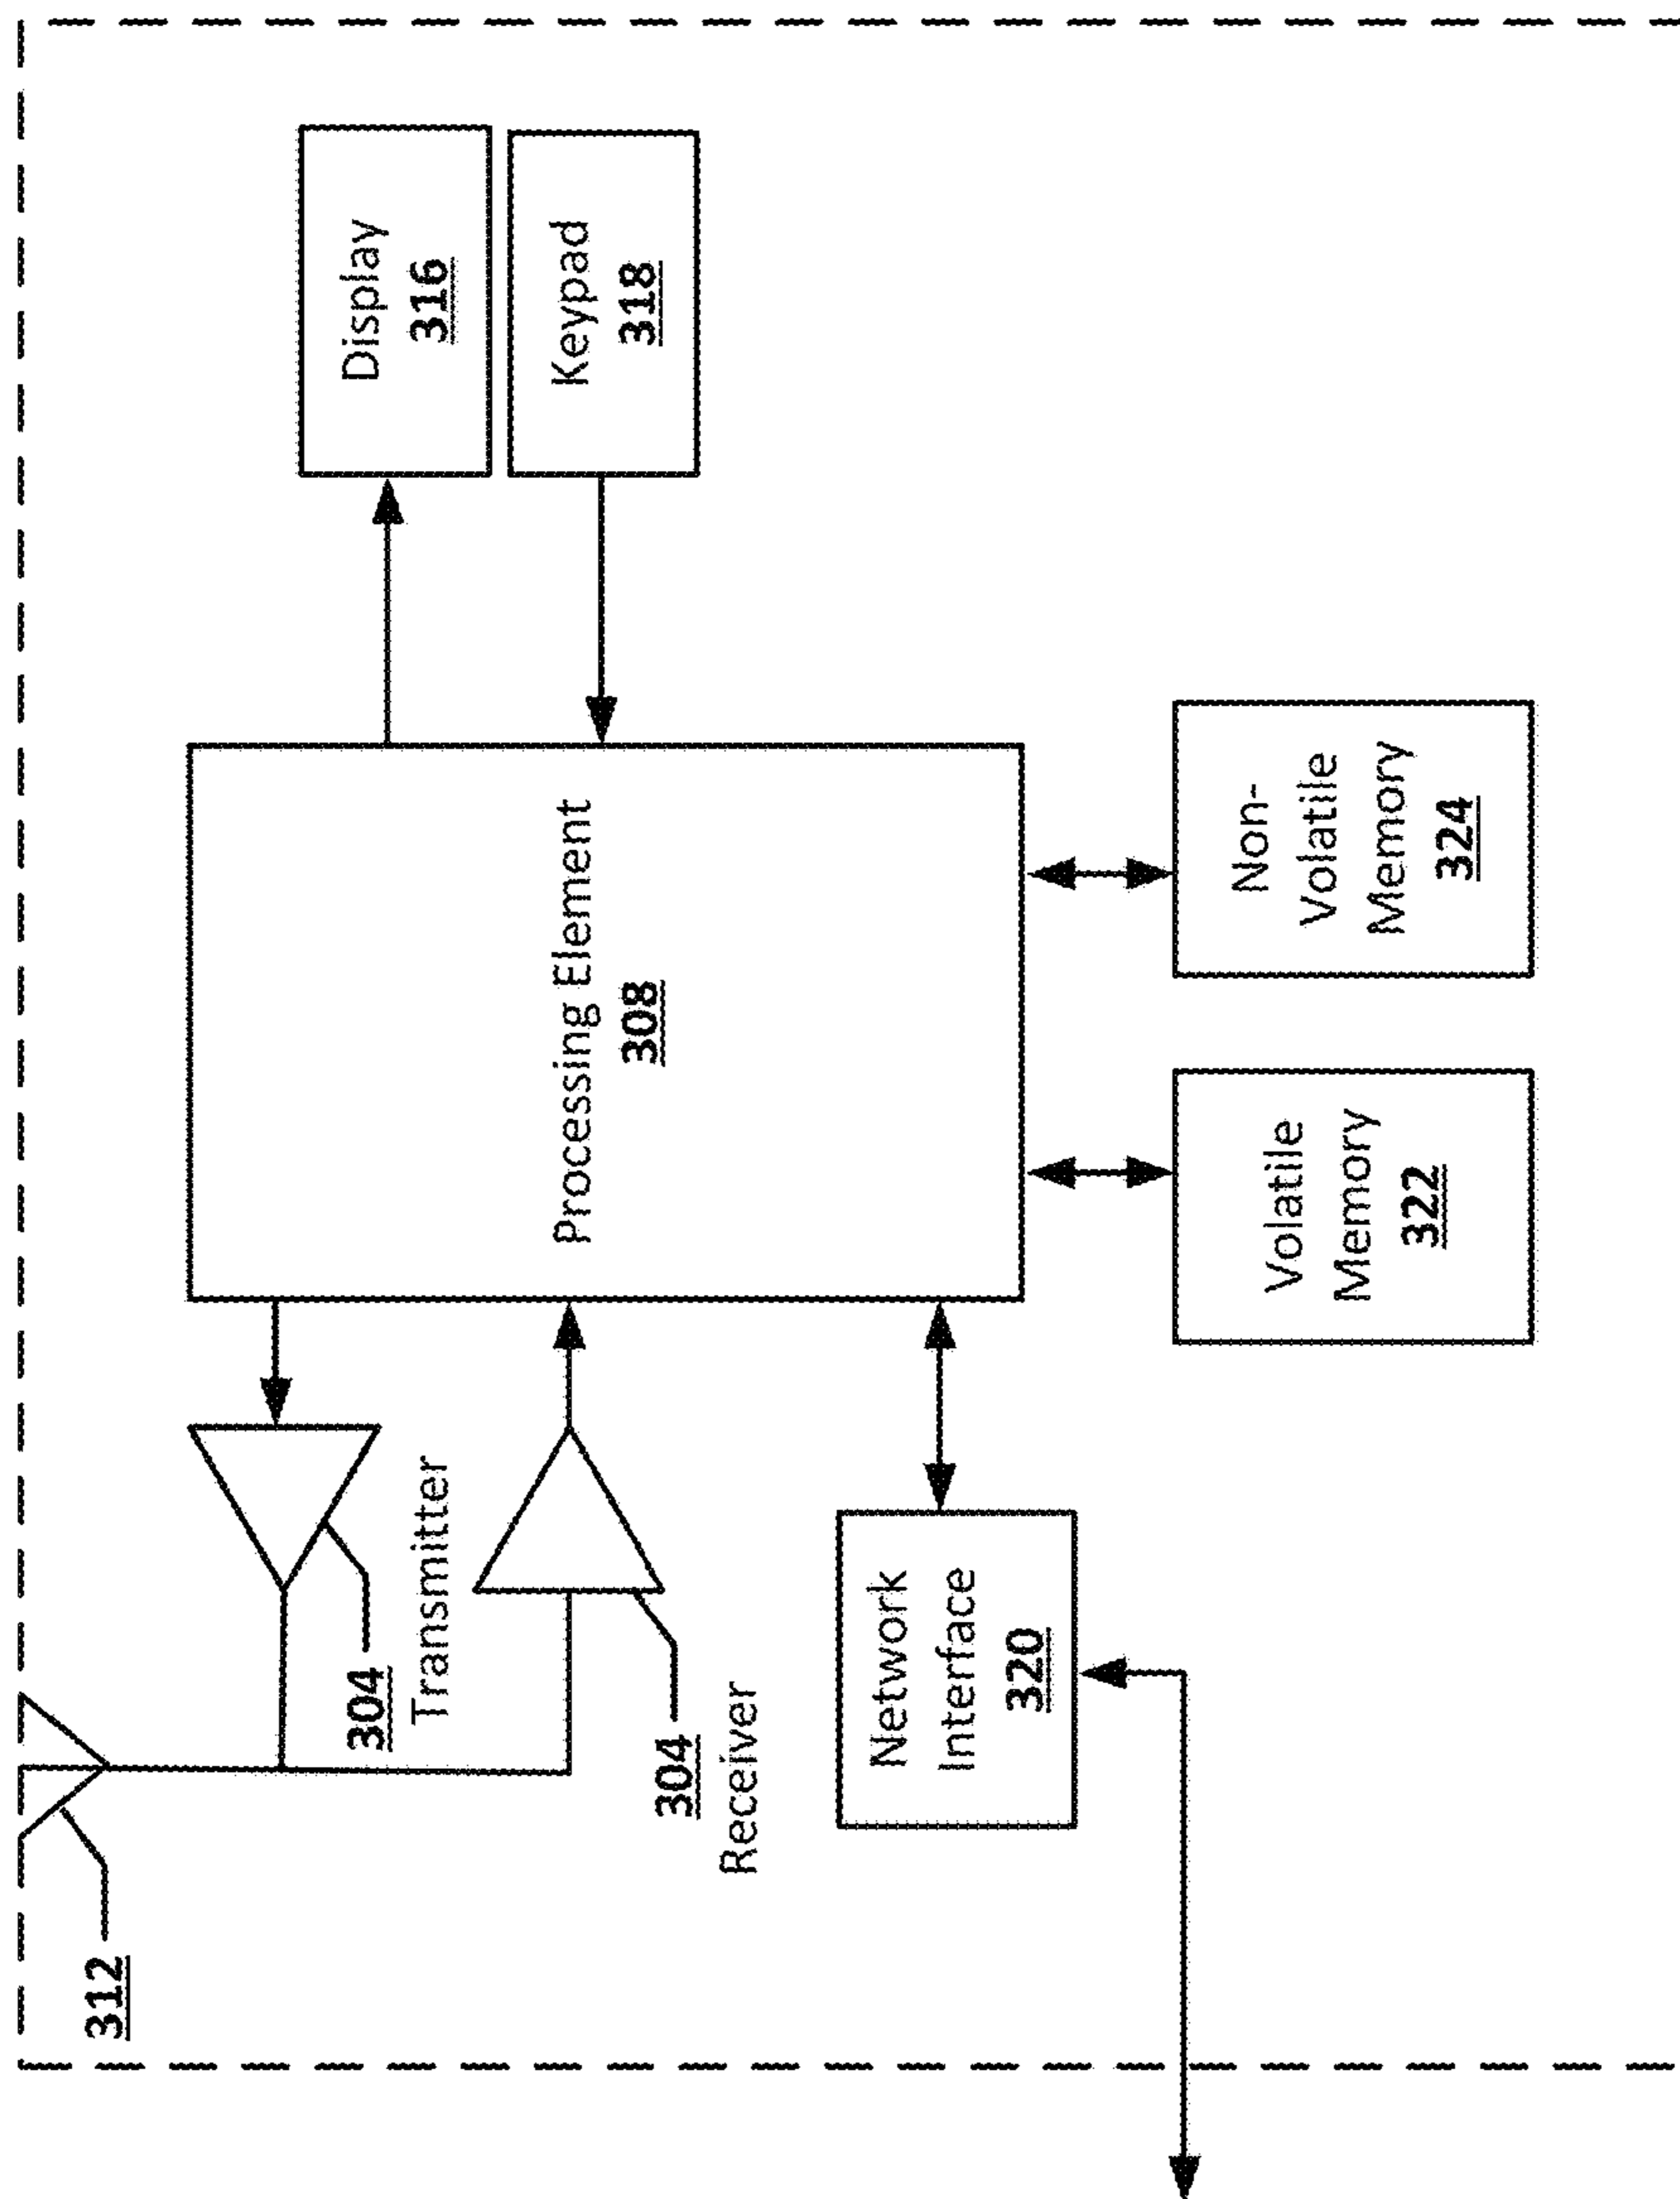 312
304
Transmitter
304
Receiver
Network
Interface
320
Processing Element
308
Display
316
Keypad
318
Volatile
Memory
322
Non-
Volatile
Memory
324